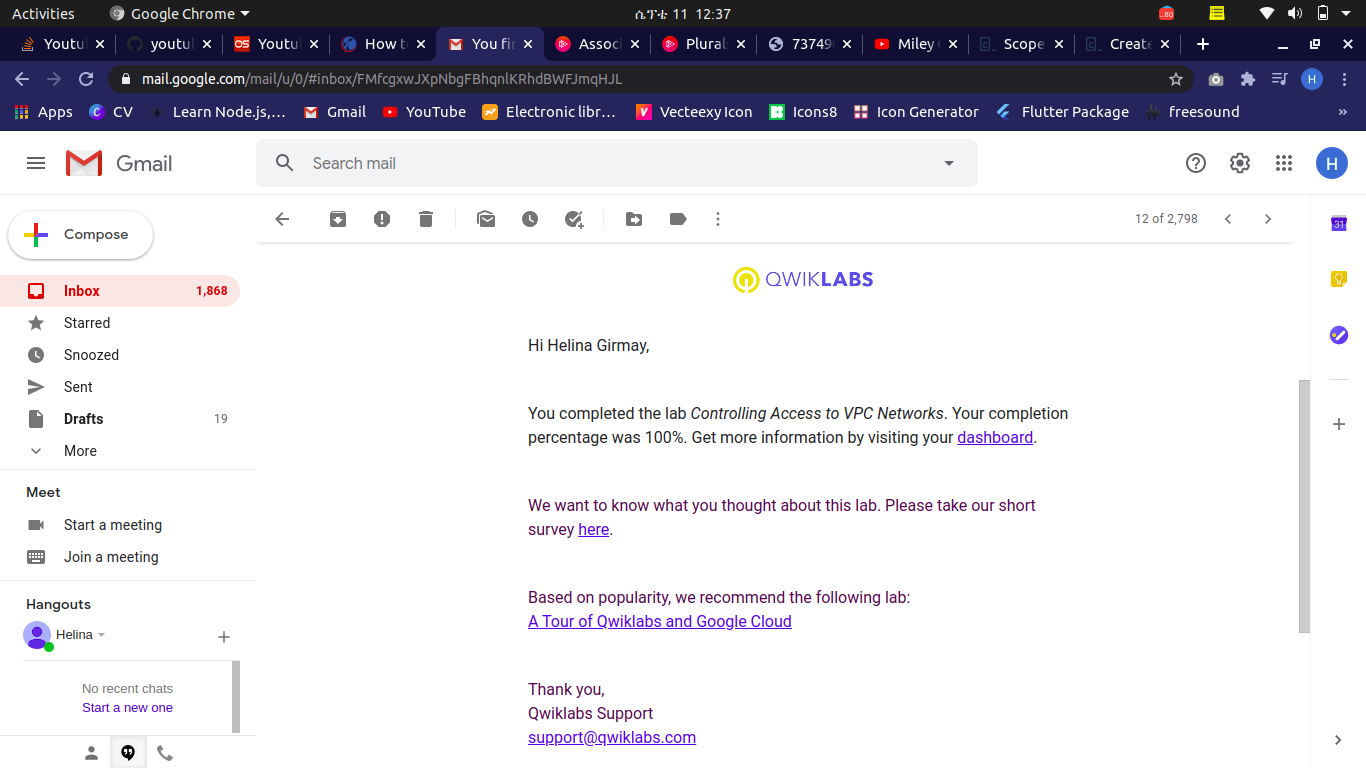 Activities
Google Chrome
ሴፕቴ 11 12:37
.80
Youtu
youtu
Youtu
How t
You fi
Assoc
Plural
73749
Miley
Scope
Create
mail.google.com/mail/u/0/#inbox/FMfcgxwJXpNbgFBhqnlKRhdBWFJmqHJL
H
Apps
CV
Learn Node.js,…
Gmail
YouTube
Electronic libr…
Vecteexy Icon
Icons8
Icon Generator
Flutter Package
freesound
»
Gmail
Search mail
H
Compose
12 of 2,798
31
Inbox 1,868
Starred
Snoozed
Sent
Drafts 19
More
Meet
Start a meeting
Join a meeting
Hangouts
Helina
No recent chats
Start a new one
QWIKLABS
Hi Helina Girmay,
You completed the lab Controlling Access to VPC Networks. Your completion
percentage was 100%. Get more information by visiting your dashboard.
We want to know what you thought about this lab. Please take our short
survey here.
Based on popularity, we recommend the following lab:
A Tour of Qwiklabs and Google Cloud
Thank you,
Qwiklabs Support
support@qwiklabs.com